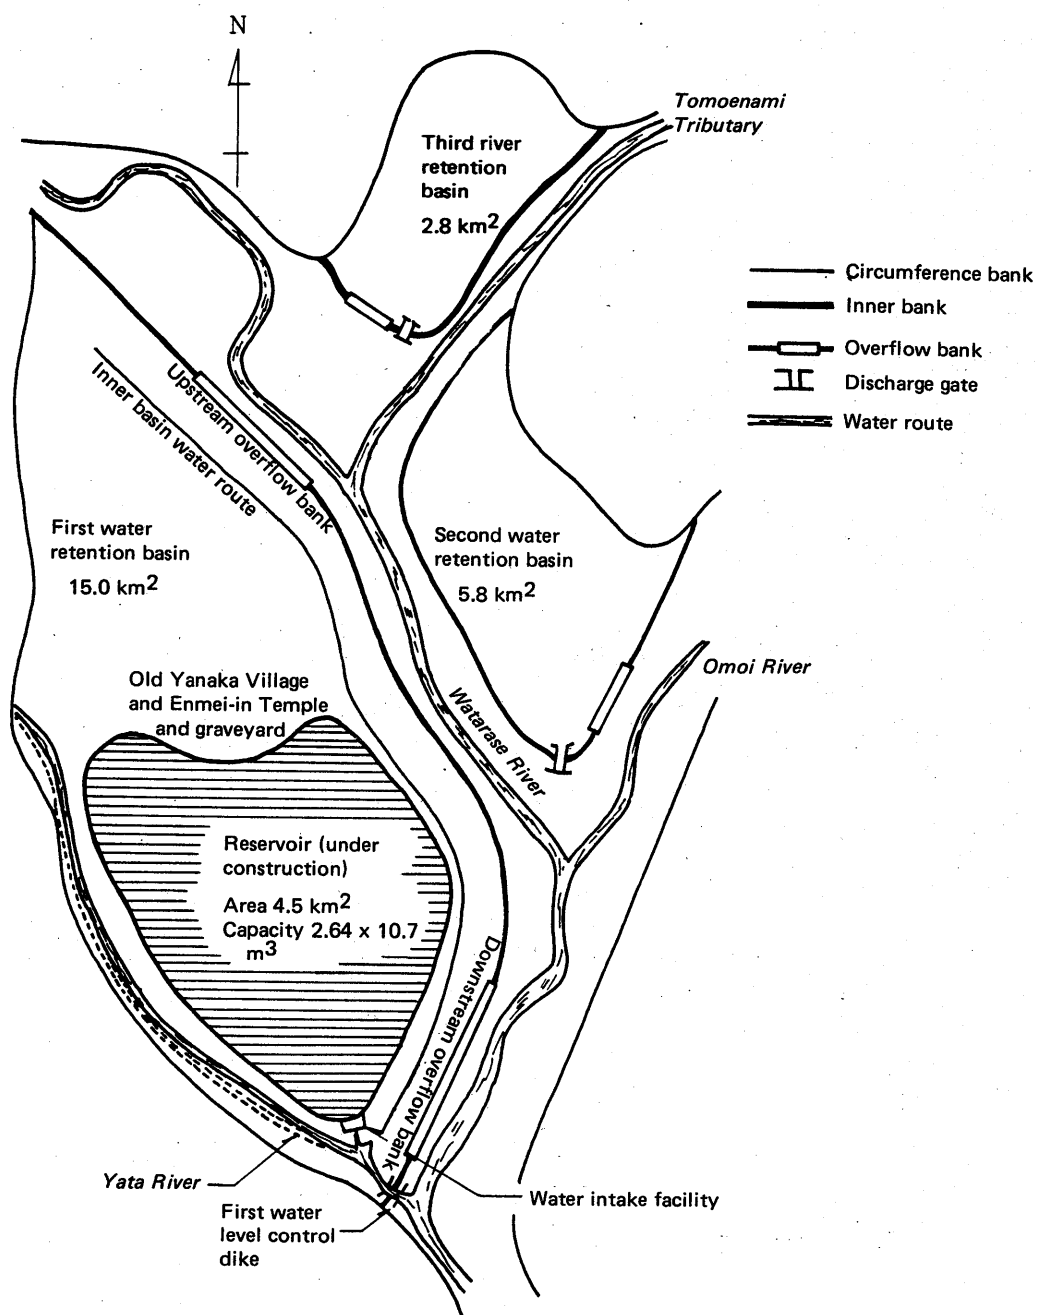 N
Tomoenami
Tributary
Third river
retention
basin
2.8 km2
Circumference bank
Inner bank
Overflow bank
Discharge gate
Water route
Upstream overflow bank
Inner basin water route
First water
retention basin
15.0 km2
Second water
retention basin
5.8 km2
Omoi River
Old Yanaka Village
and Enmei-in Temple
and graveyard
Watarase River
Reservoir (under
construction)
Area 4.5 km2
Capacity 2.64 x 10.7
m3
Downstream overflow bank
Yata River
Water intake facility
First water
level control
dike